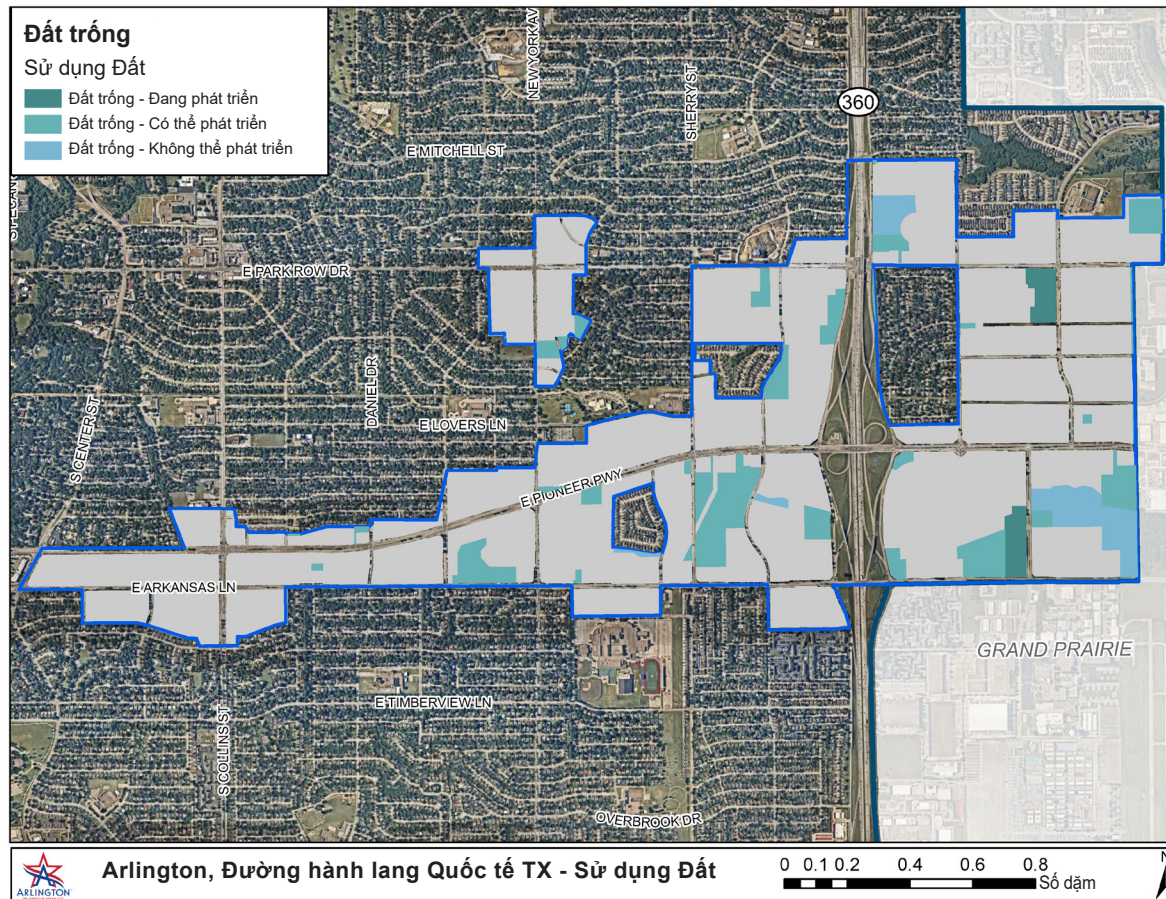 Đất trống
Sử dụng Đất
Đất trống - Đang phát triển
Đất trống - Có thể phát triển
Đất trống - Không thể phát triển
NEW YORK AV
SHERRY ST
360
E MITCHELL ST
E PARK ROW DR
DANIEL DR
E LOVERS LN
S CENTER ST
E PIONEER PWY
E ARKANSAS LN
GRAND PRAIRIE
E TIMBERVIEW LN
S COLLINS ST
OVERBROOK DR
ARLINGTON
Arlington, Đường hành lang Quốc tế TX - Sử dụng Đất
0 0.1 0.2 0.4 0.6 0.8
Số dặm
N